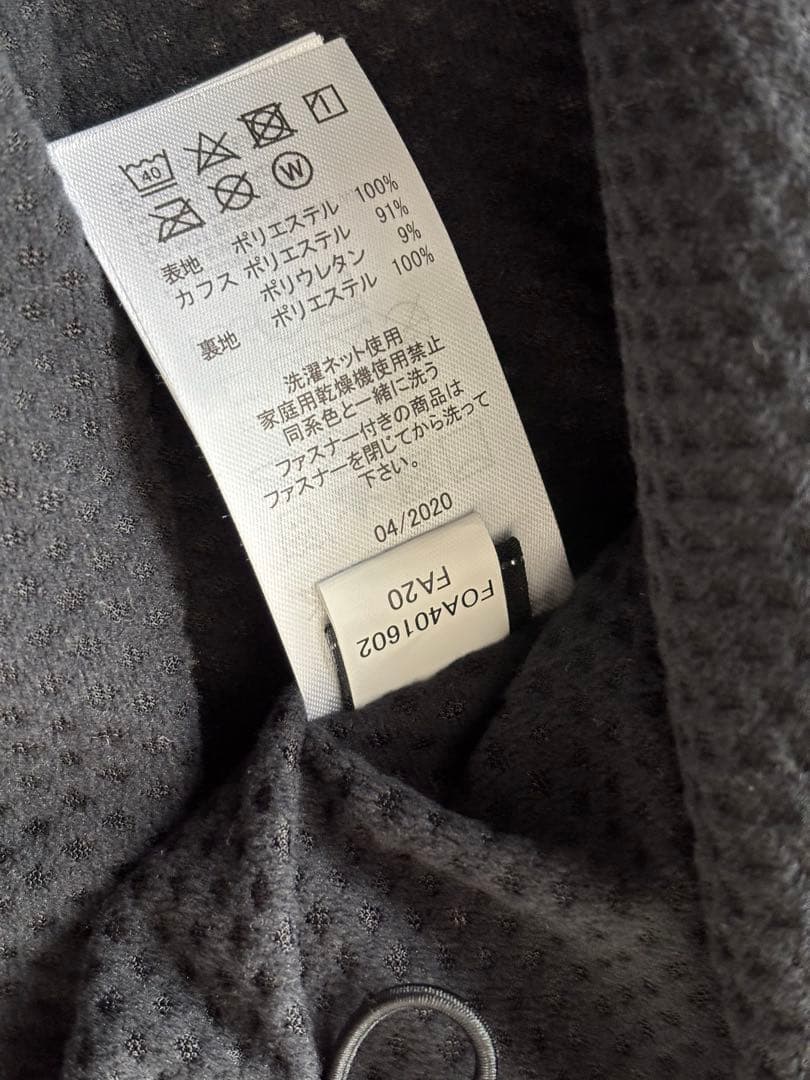 40
W
表地 ポリエステル 100%
カフス ポリエステル 91%
ポリウレタン 9%
裏地 ポリエステル 100%
洗濯ネット使用
家庭用乾燥機使用禁止
同系色と一緒に洗う
ファスナー付きの商品は
ファスナーを閉じてから洗って
下さい。
04/2020
FOA401602
FA20